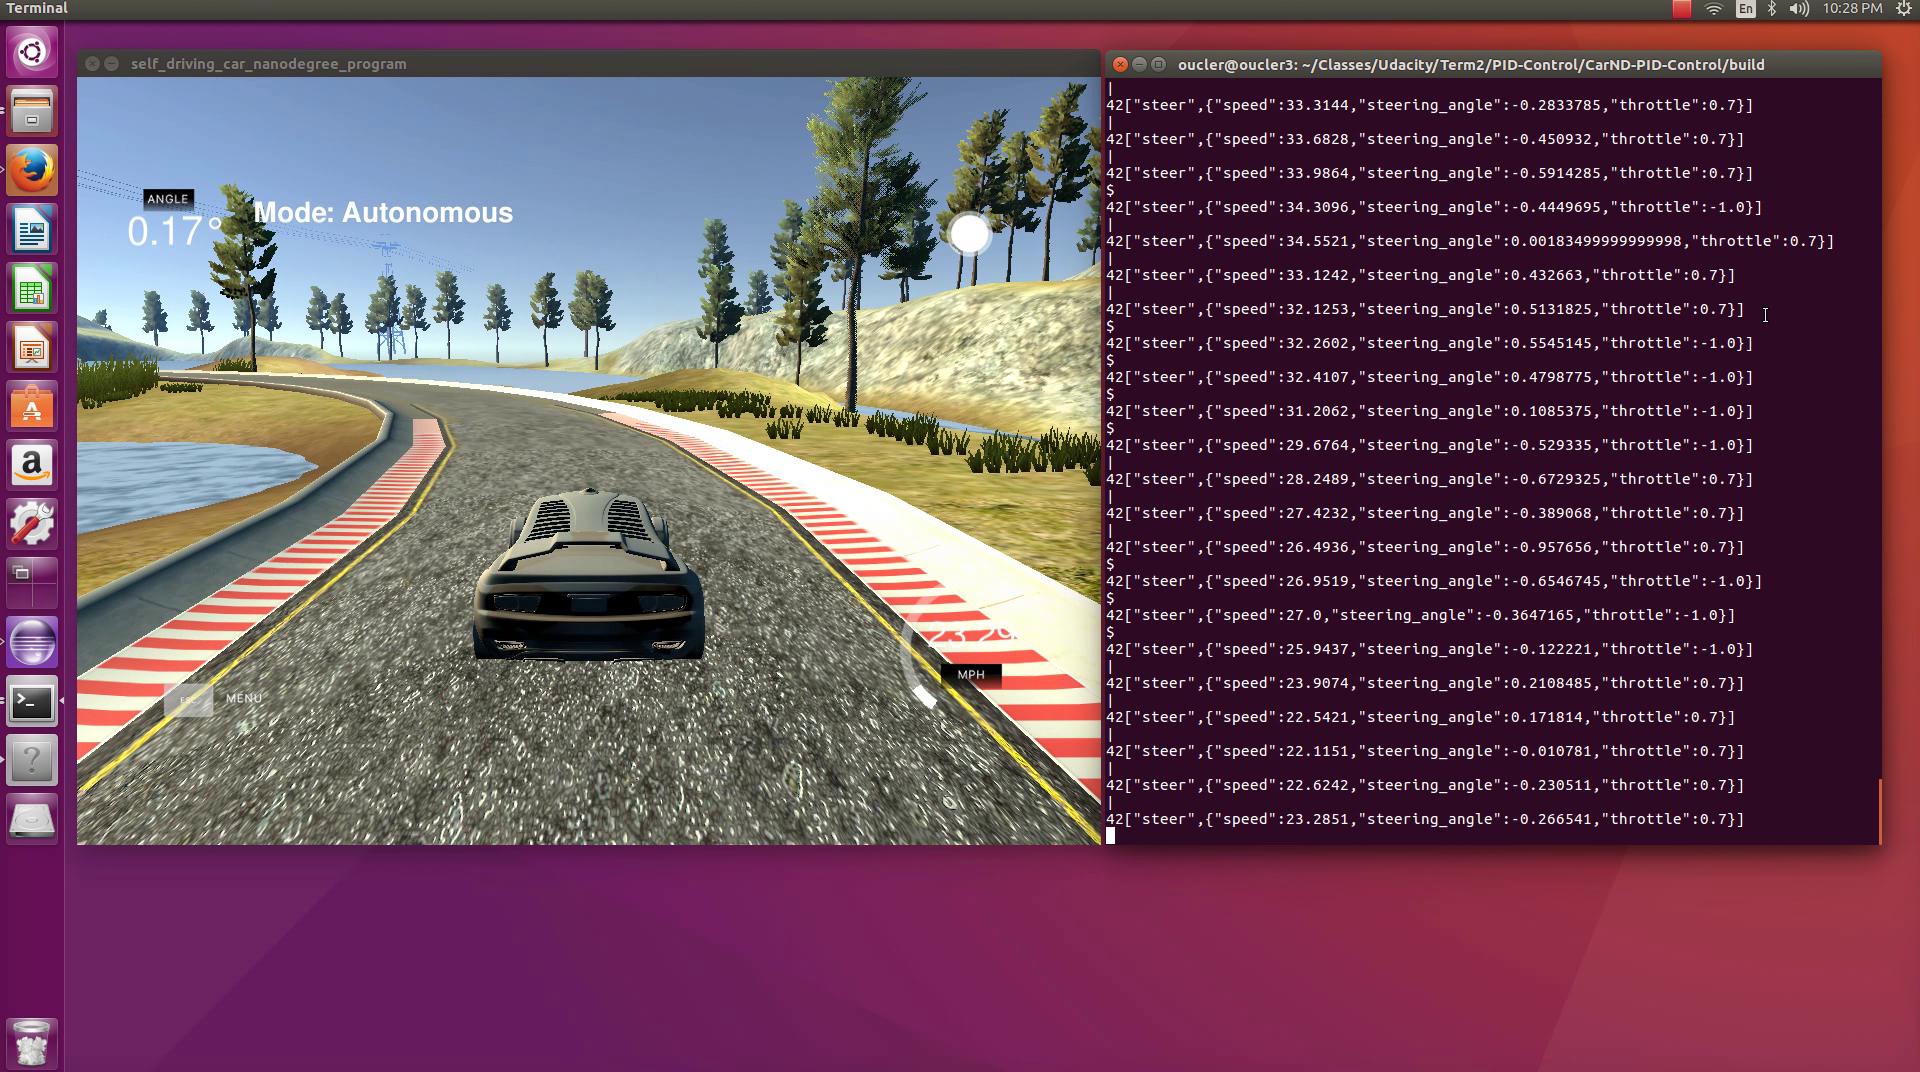 Terminal
En
10:28 PM
self_driving_car_nanodegree_program
ANGLE
0.17°
Mode: Autonomous
MPH
ESC
MENU
a
oucler@oucler3: ~/Classes/Udacity/Term2/PID-Control/CarND-PID-Control/build
|
42["steer",{"speed":33.3144,"steering_angle":-0.2833785,"throttle":0.7}]
|
42["steer",{"speed":33.6828,"steering_angle":-0.450932,"throttle":0.7}]
|
42["steer",{"speed":33.9864,"steering_angle":-0.5914285,"throttle":0.7}]
$
42["steer",{"speed":34.3096,"steering_angle":-0.4449695,"throttle":-1.0}]
|
42["steer",{"speed":34.5521,"steering_angle":0.00183499999999998,"throttle":0.7}]
|
42["steer",{"speed":33.1242,"steering_angle":0.432663,"throttle":0.7}]
|
42["steer",{"speed":32.1253,"steering_angle":0.5131825,"throttle":0.7}]
$
42["steer",{"speed":32.2602,"steering_angle":0.5545145,"throttle":-1.0}]
$
42["steer",{"speed":32.4107,"steering_angle":0.4798775,"throttle":-1.0}]
$
42["steer",{"speed":31.2062,"steering_angle":0.1085375,"throttle":-1.0}]
$
42["steer",{"speed":29.6764,"steering_angle":-0.529335,"throttle":-1.0}]
|
42["steer",{"speed":28.2489,"steering_angle":-0.6729325,"throttle":0.7}]
|
42["steer",{"speed":27.4232,"steering_angle":-0.389068,"throttle":0.7}]
|
42["steer",{"speed":26.4936,"steering_angle":-0.957656,"throttle":0.7}]
$
42["steer",{"speed":26.9519,"steering_angle":-0.6546745,"throttle":-1.0}]
$
42["steer",{"speed":27.0,"steering_angle":-0.3647165,"throttle":-1.0}]
$
42["steer",{"speed":25.9437,"steering_angle":-0.122221,"throttle":-1.0}]
|
42["steer",{"speed":23.9074,"steering_angle":0.2108485,"throttle":0.7}]
|
42["steer",{"speed":22.5421,"steering_angle":0.171814,"throttle":0.7}]
|
42["steer",{"speed":22.1151,"steering_angle":-0.010781,"throttle":0.7}]
|
42["steer",{"speed":22.6242,"steering_angle":-0.230511,"throttle":0.7}]
|
42["steer",{"speed":23.2851,"steering_angle":-0.266541,"throttle":0.7}]